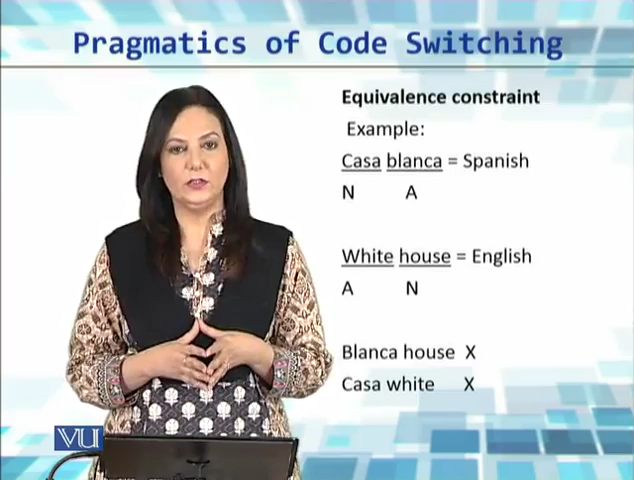 Pragmatics of Code Switching
Equivalence constraint
Example:
Casa blanca = Spanish
N A
White house = English
A N
Blanca house X
Casa white X
VU